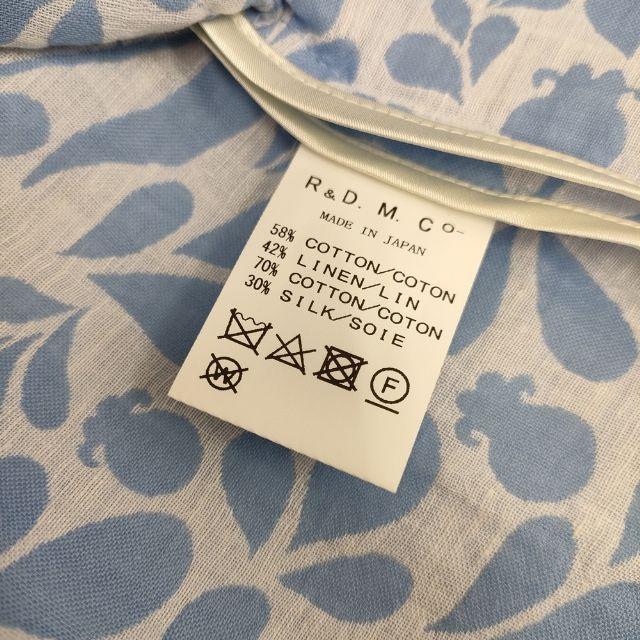 R & D. M. Co-
MADE IN JAPAN
58% COTTON/COTON
42% LINEN/LIN
70% COTTON/COTON
30% SILK/SOIE
F
W